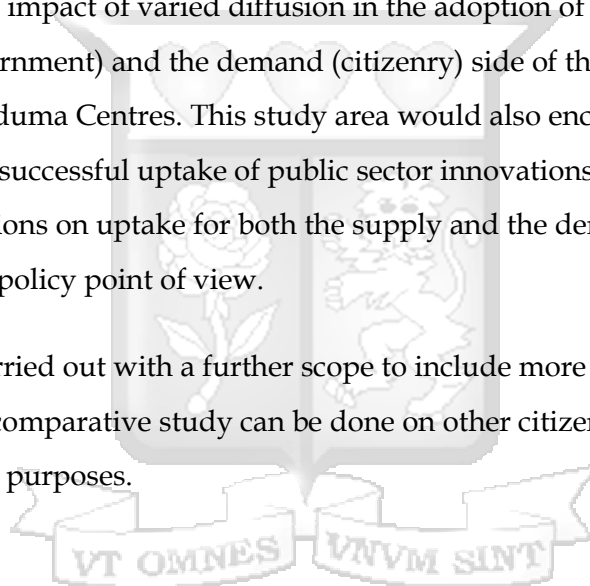 impact of varied diffusion in the adoption of
ernment) and the demand (citizenry) side of th
duma Centres. This study area would also enc
successful uptake of public sector innovations
ions on uptake for both the supply and the de
policy point of view.
rried out with a further scope to include more
comparative study can be done on other citize
purposes.
VT OMNES VNVM SINT